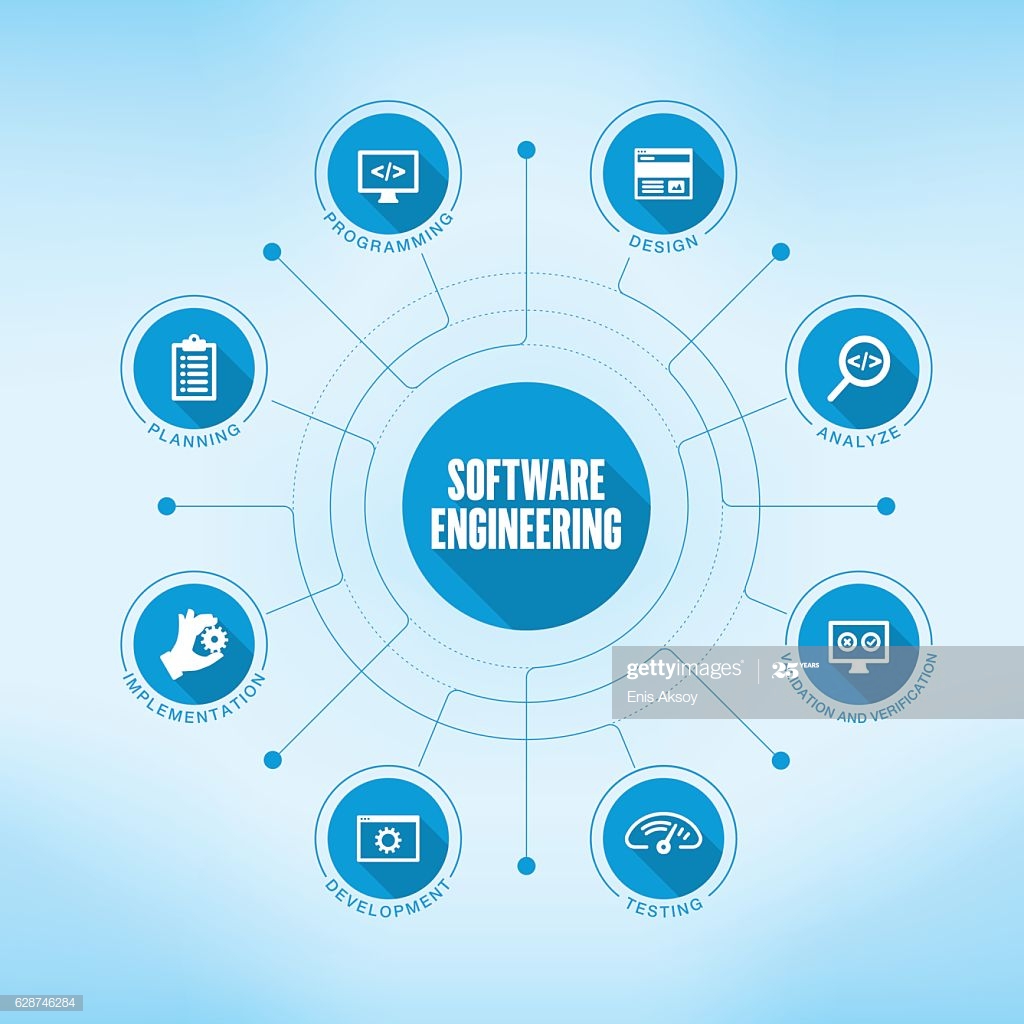 PROGRAMMING
DESIGN
</>
PLANNING
</>
ANALYZE
SOFTWARE
ENGINEERING
IMPLEMENTATION
VALIDATION AND VERIFICATION
gettyimages | 25 YEARS
Enis Aksoy
DEVELOPMENT
TESTING
628746284